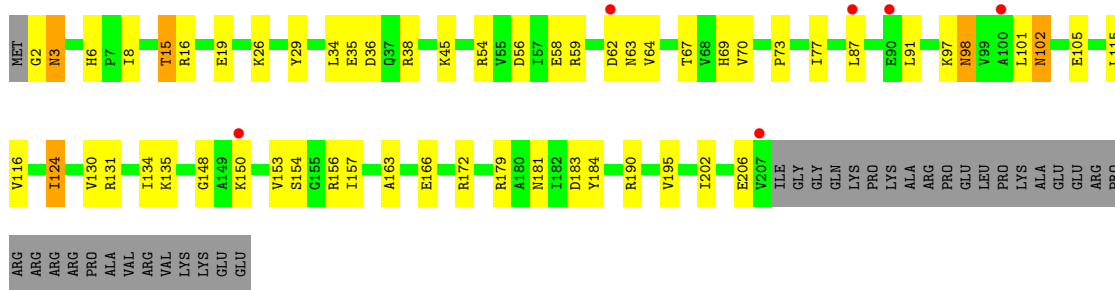 MET G2 N3 H6 P7 I8 T15 R16 E19 K26 Y29 L34 E35 D36 Q37 R38 K45 R54 V55 D56 I57 E58 R59 D62 N63 V64 T67 V68 H69 V70 P73 I77 L87 E90 L91 K97 N98 V99 A100 L101 N102 E105 L115
V116 I124 V130 R131 I134 K135 G148 A149 K150 V153 S154 G155 R156 I157 A163 E166 R172 R179 A180 N181 I182 D183 Y184 R190 V195 I202 E206 V207 ILE GLY GLY GLN LYS PRO LYS ALA ARG PRO GLU LEU PRO LYS ALA GLU GLU ARG PRO
ARG ARG ARG ARG PRO ALA VAL ARG VAL LYS LYS GLU GLU